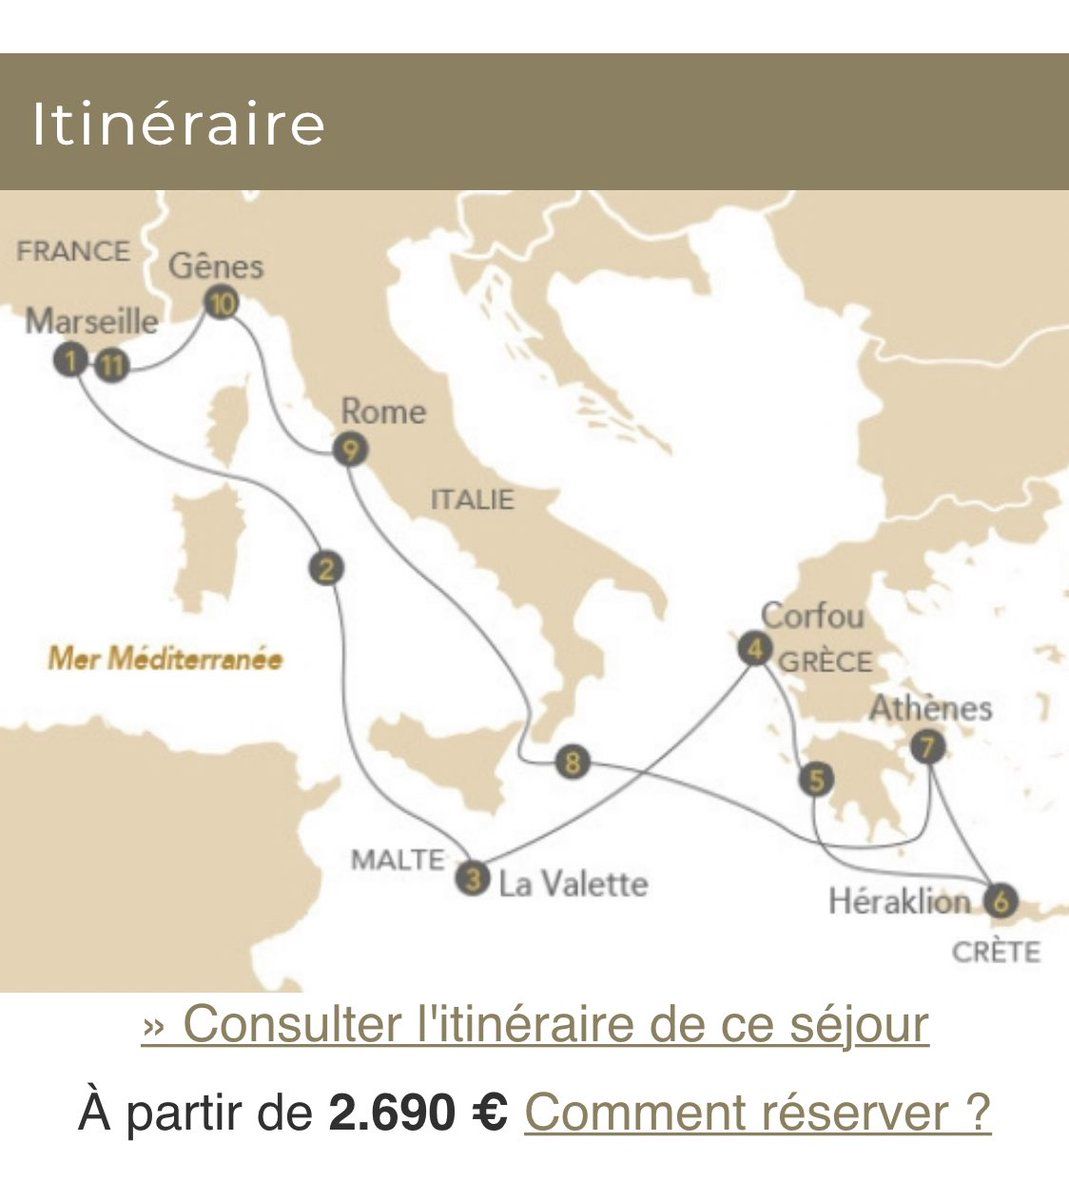 Itinéraire
FRANCE
Gênes
10
Marseille
1
11
Rome
9
ITALIE
2
Mer Méditerranée
Corfou
4
GRÈCE
Athènes
7
8
5
MALTE
3
La Valette
Héraklion
6
CRÈTE
» Consulter l'itinéraire de ce séjour
À partir de 2.690 € Comment réserver ?